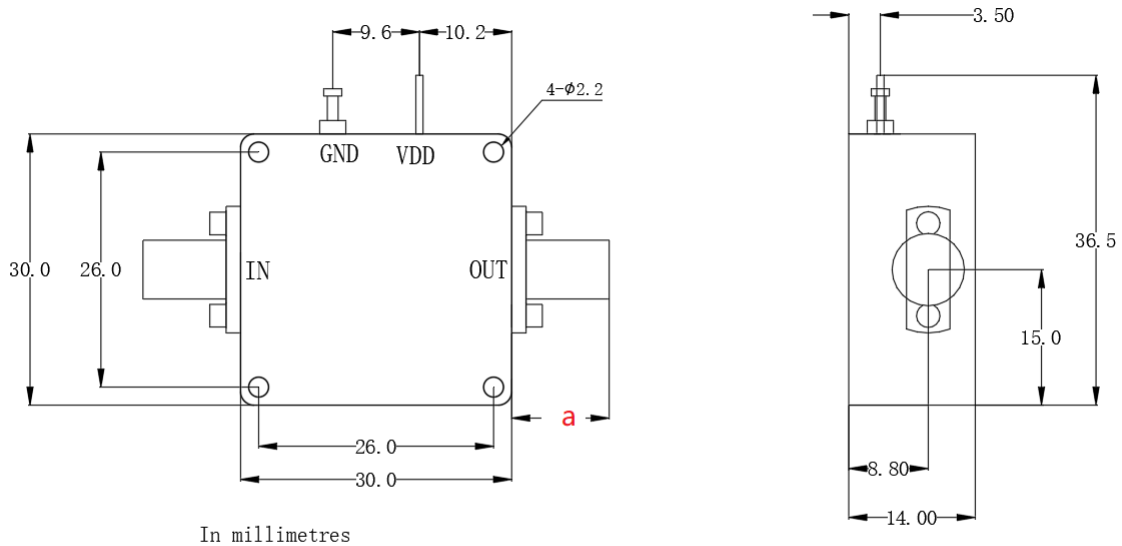 9.6
10.2
3.50
4-ϕ2.2
GND
VDD
36.5
30.0
26.0
IN
OUT
15.0
a
26.0
8.80
30.0
14.00
In millimetres